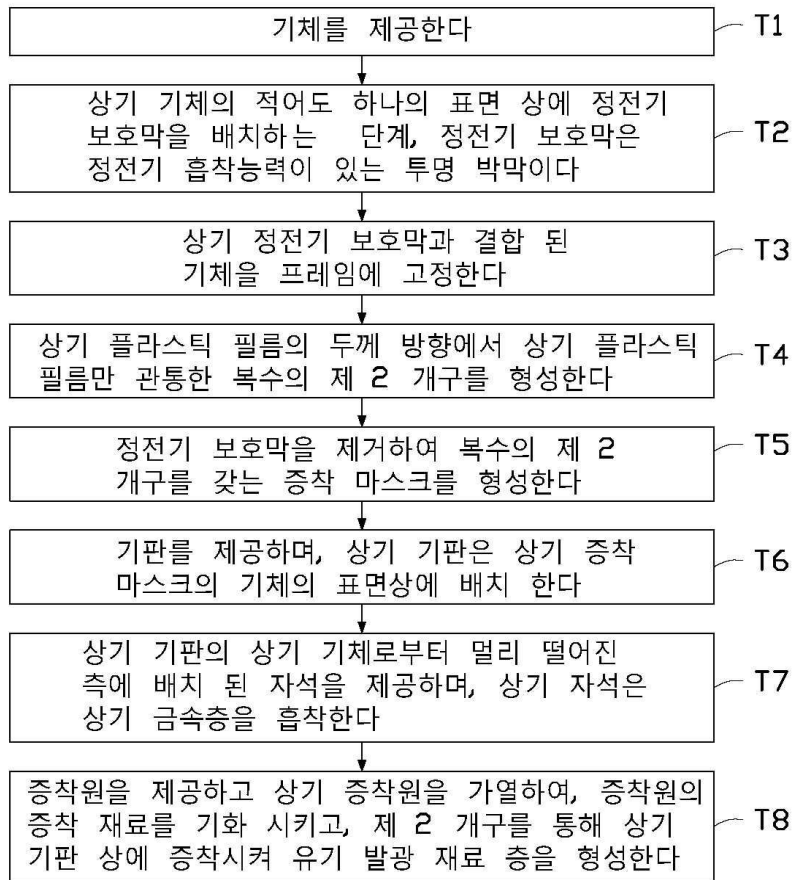 기체를 제공한다 T1
상기 기체의 적어도 하나의 표면 상에 정전기
보호막을 배치하는 단계, 정전기 보호막은 T2
정전기 흡착능력이 있는 투명 박막이다
상기 정전기 보호막과 결합 된 T3
기체을 프레임에 고정한다
상기 플라스틱 필름의 두께 방향에서 상기 플라스틱 T4
필름만 관통한 복수의 제 2 개구를 형성한다
정전기 보호막을 제거하여 복수의 제 2 T5
개구를 갖는 증착 마스크를 형성한다
기판를 제공하며, 상기 기판은 상기 증착 T6
마스크의 기체의 표면상에 배치 한다
상기 기판의 상기 기체로부터 멀리 떨어진
측에 배치 된 자석을 제공하며, 상기 자석은 T7
상기 금속층을 흡착한다
증착원을 제공하고 상기 증착원을 가열하여, 증착원의
증착 재료를 기화 시키고, 제 2 개구를 통해 상기 T8
기판 상에 증착시켜 유기 발광 재료 층을 형성한다